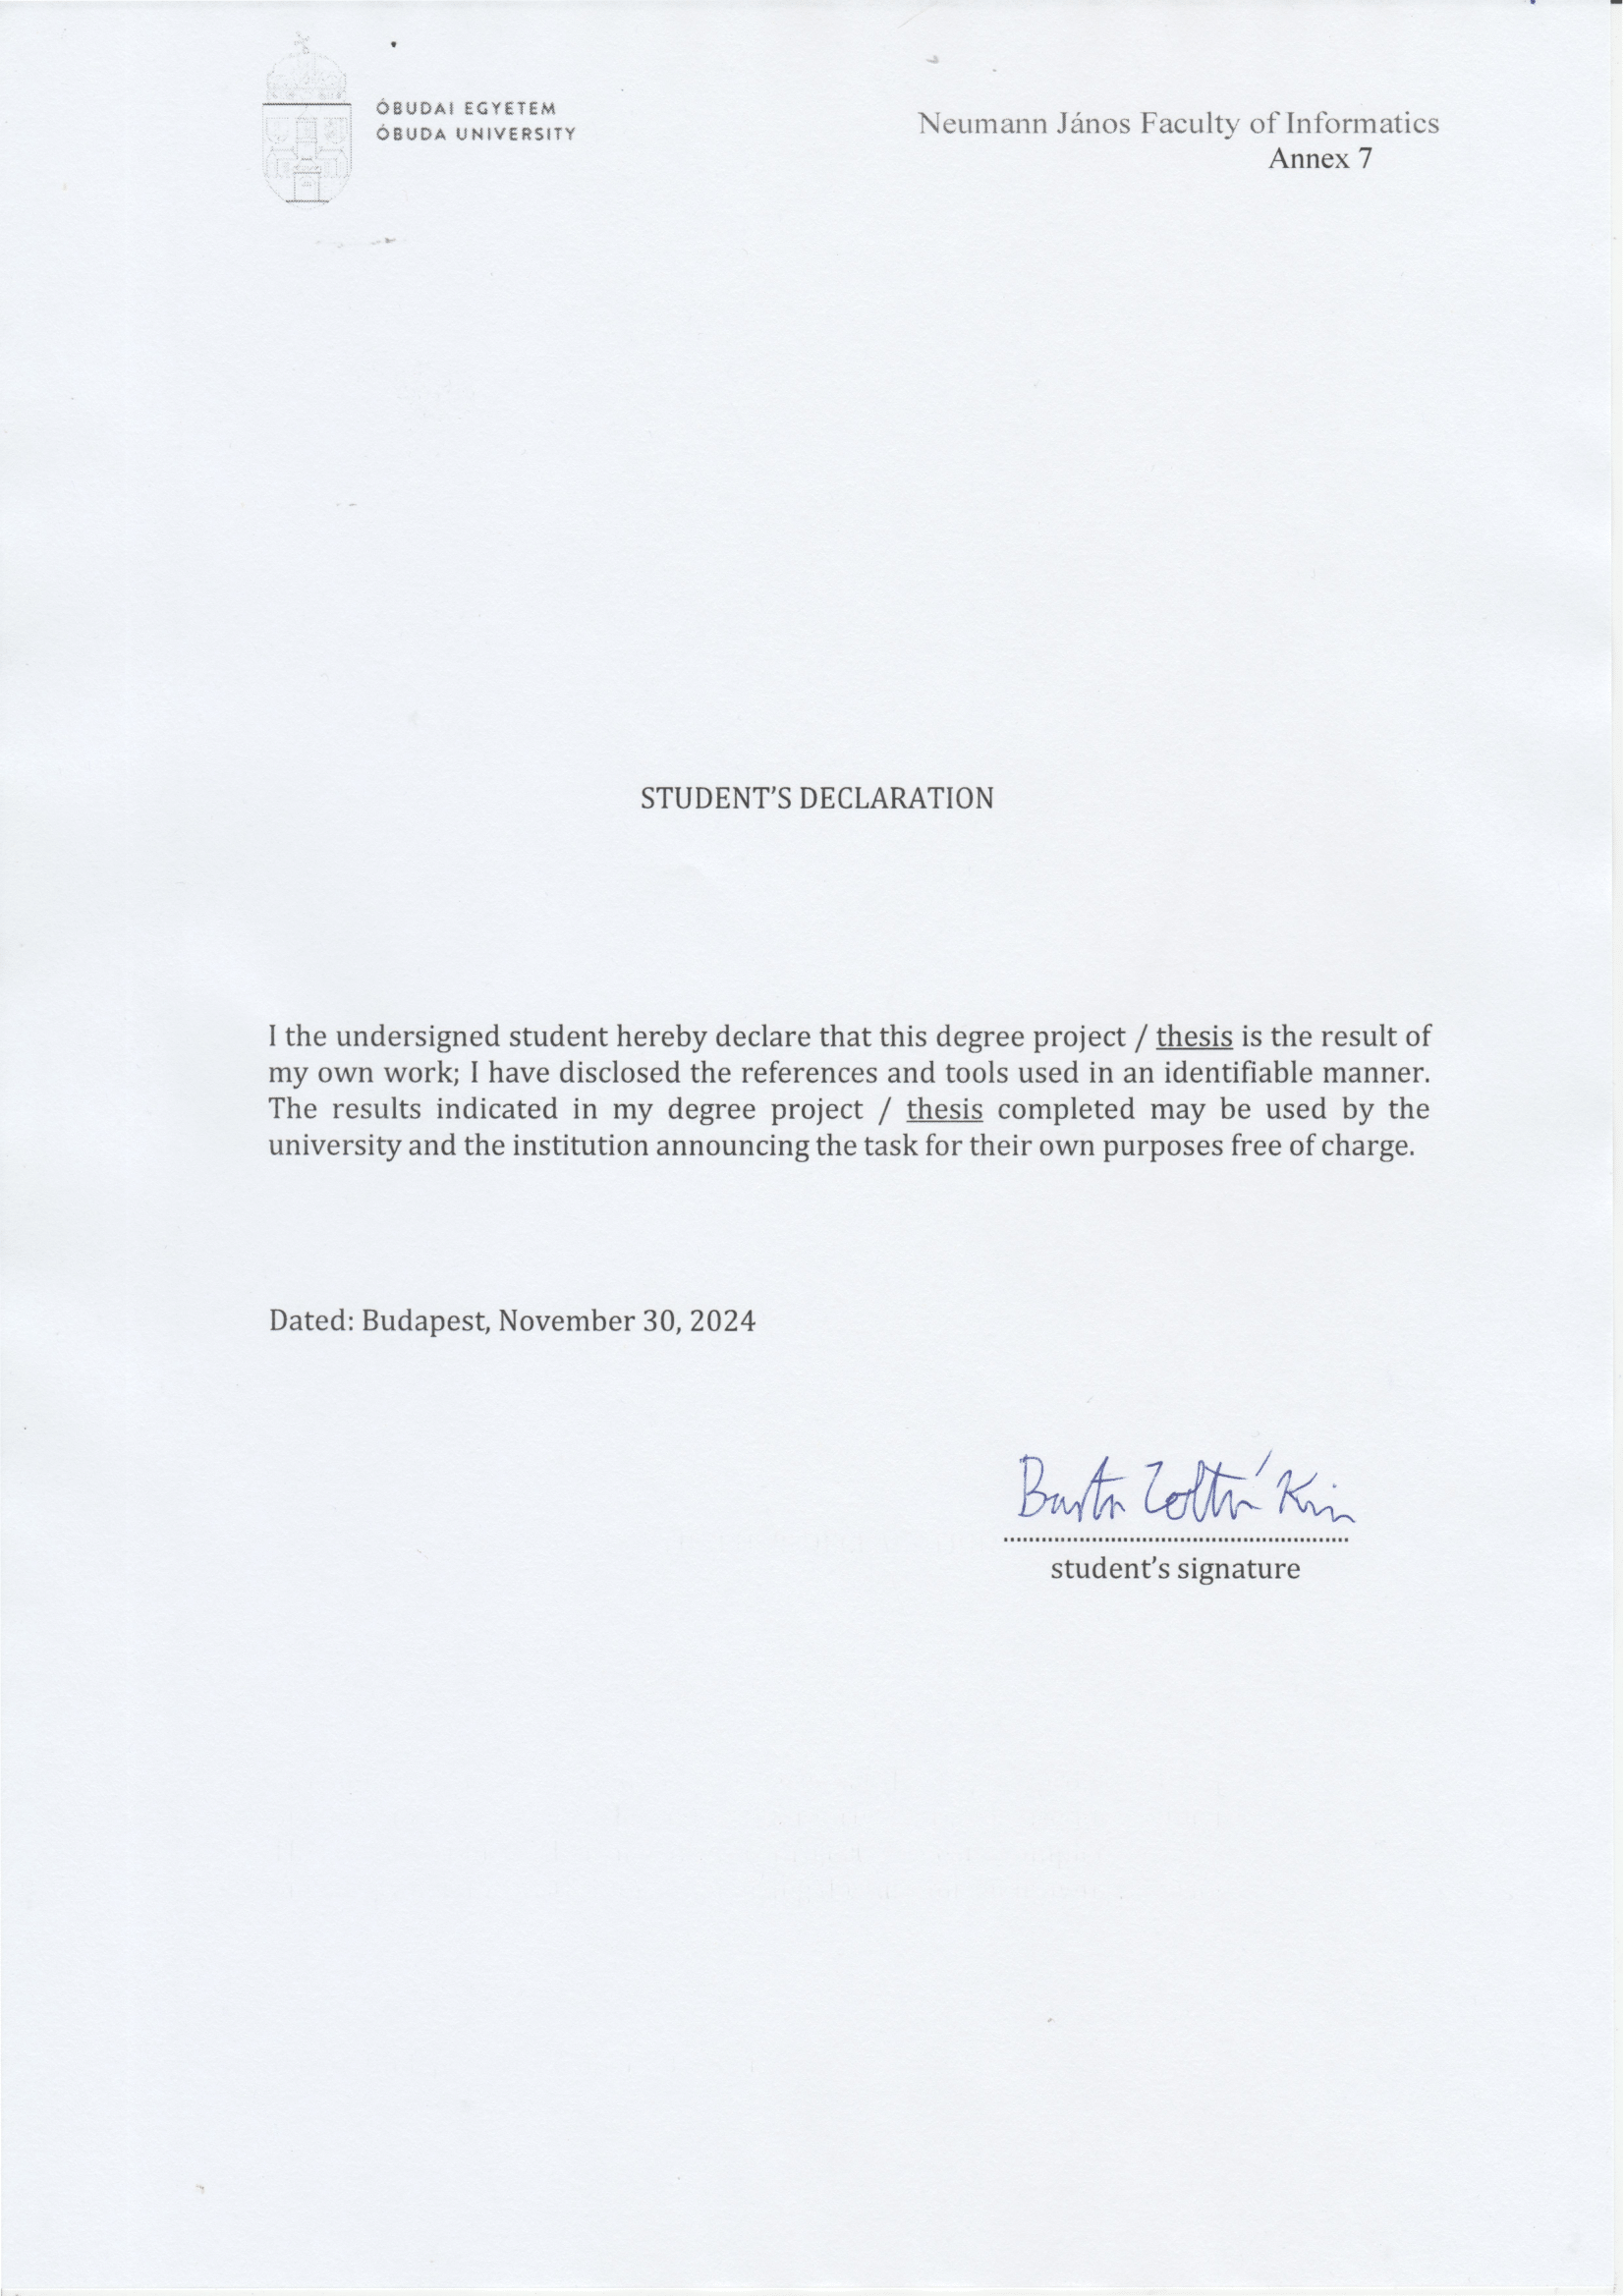 ÓBUDAI EGYETEM
ÓBUDA UNIVERSITY
Neumann János Faculty of Informatics
Annex 7
STUDENT'S DECLARATION
I the undersigned student hereby declare that this degree project / thesis is the result of
my own work; I have disclosed the references and tools used in an identifiable manner.
The results indicated in my degree project / thesis completed may be used by the
university and the institution announcing the task for their own purposes free of charge.
Dated: Budapest, November 30, 2024
student's signature